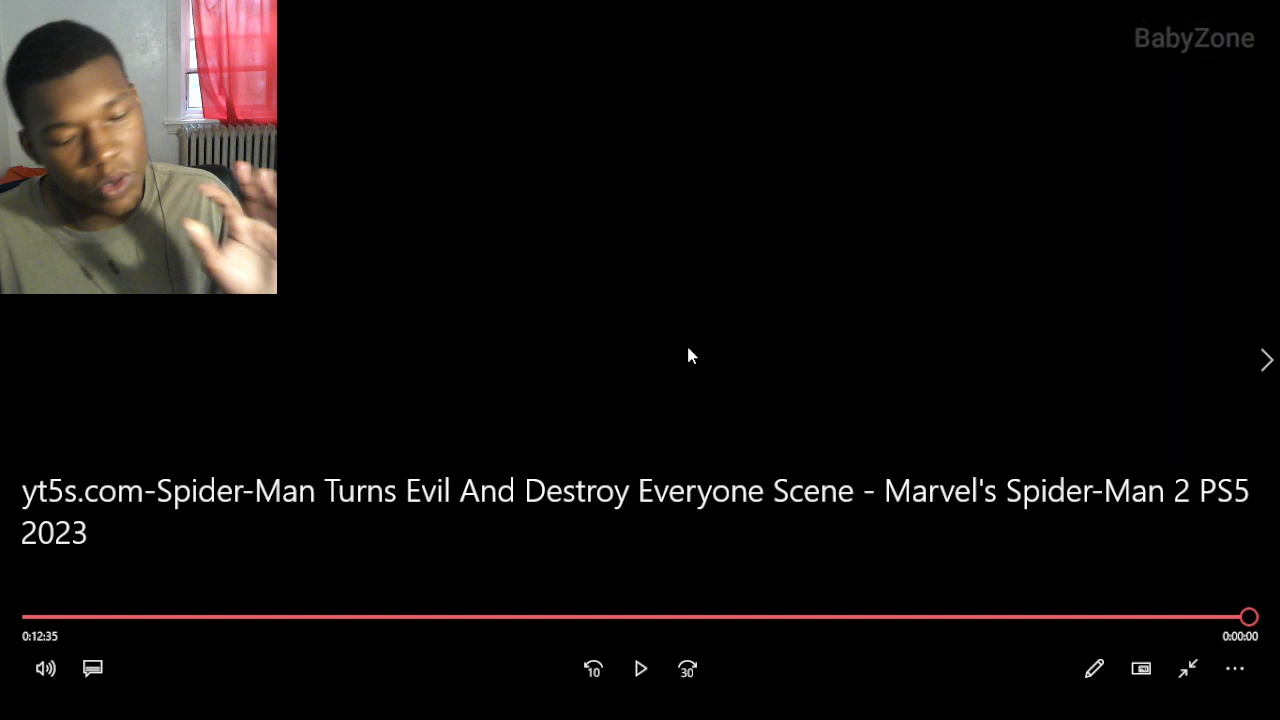 BabyZone
yt5s.com-Spider-Man Turns Evil And Destroy Everyone Scene - Marvel's Spider-Man 2 PS5
2023
0:12:35
0:00:00
10
30